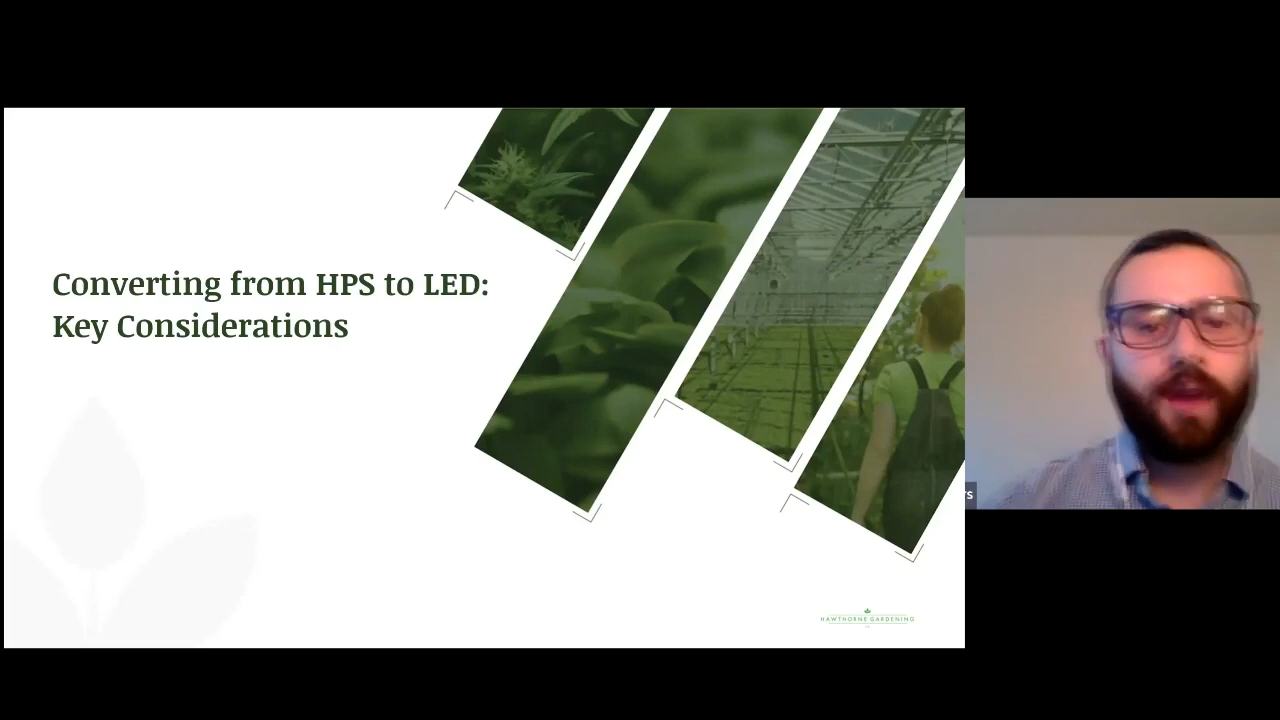 Converting from HPS to LED:
Key Considerations
HAWTHORNE GARDENING